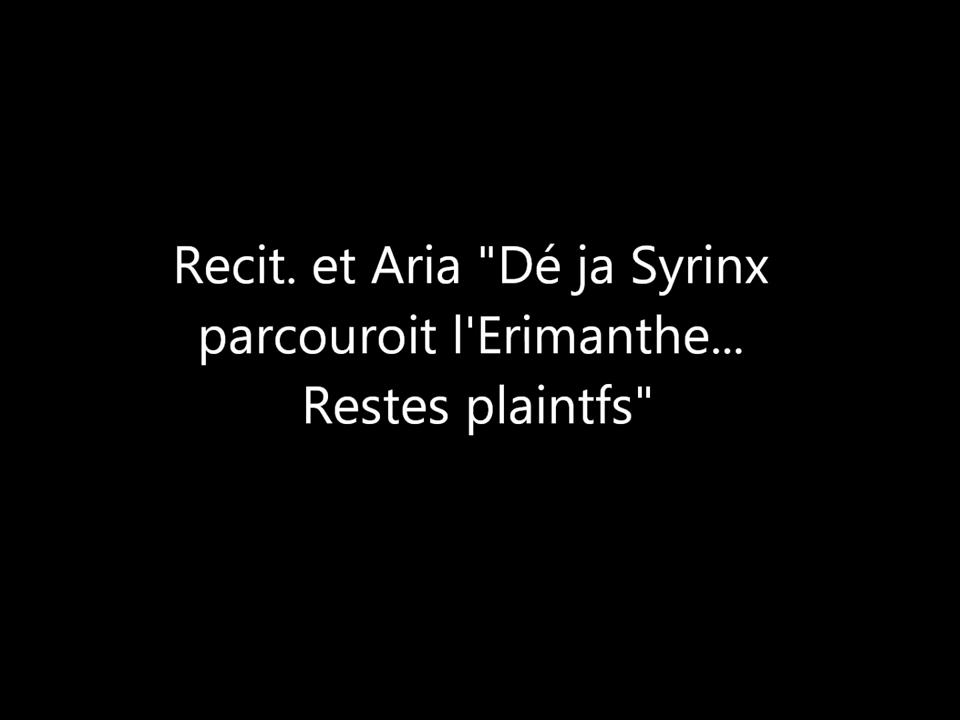 Recit. et Aria "Dé ja Syrinx
parcouroit l'Erimanthe...
Restes plaintfs"